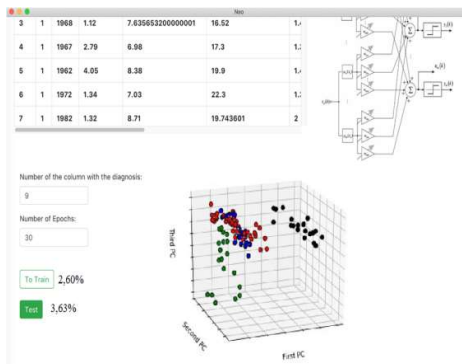 Neo
3 1 1968 1.12 7.635653200000001 16.52
4 1 1967 2.79 6.98 17.3
5 1 1962 4.05 8.38 19.9
6 1 1972 1.34 7.03 22.3
7 1 1982 1.32 8.71 19.743601 2
Number of the column with the diagnosis:
9
Number of Epochs:
30
To Train 2,60%
Test 3,63%
Third PC
Second PC
First PC